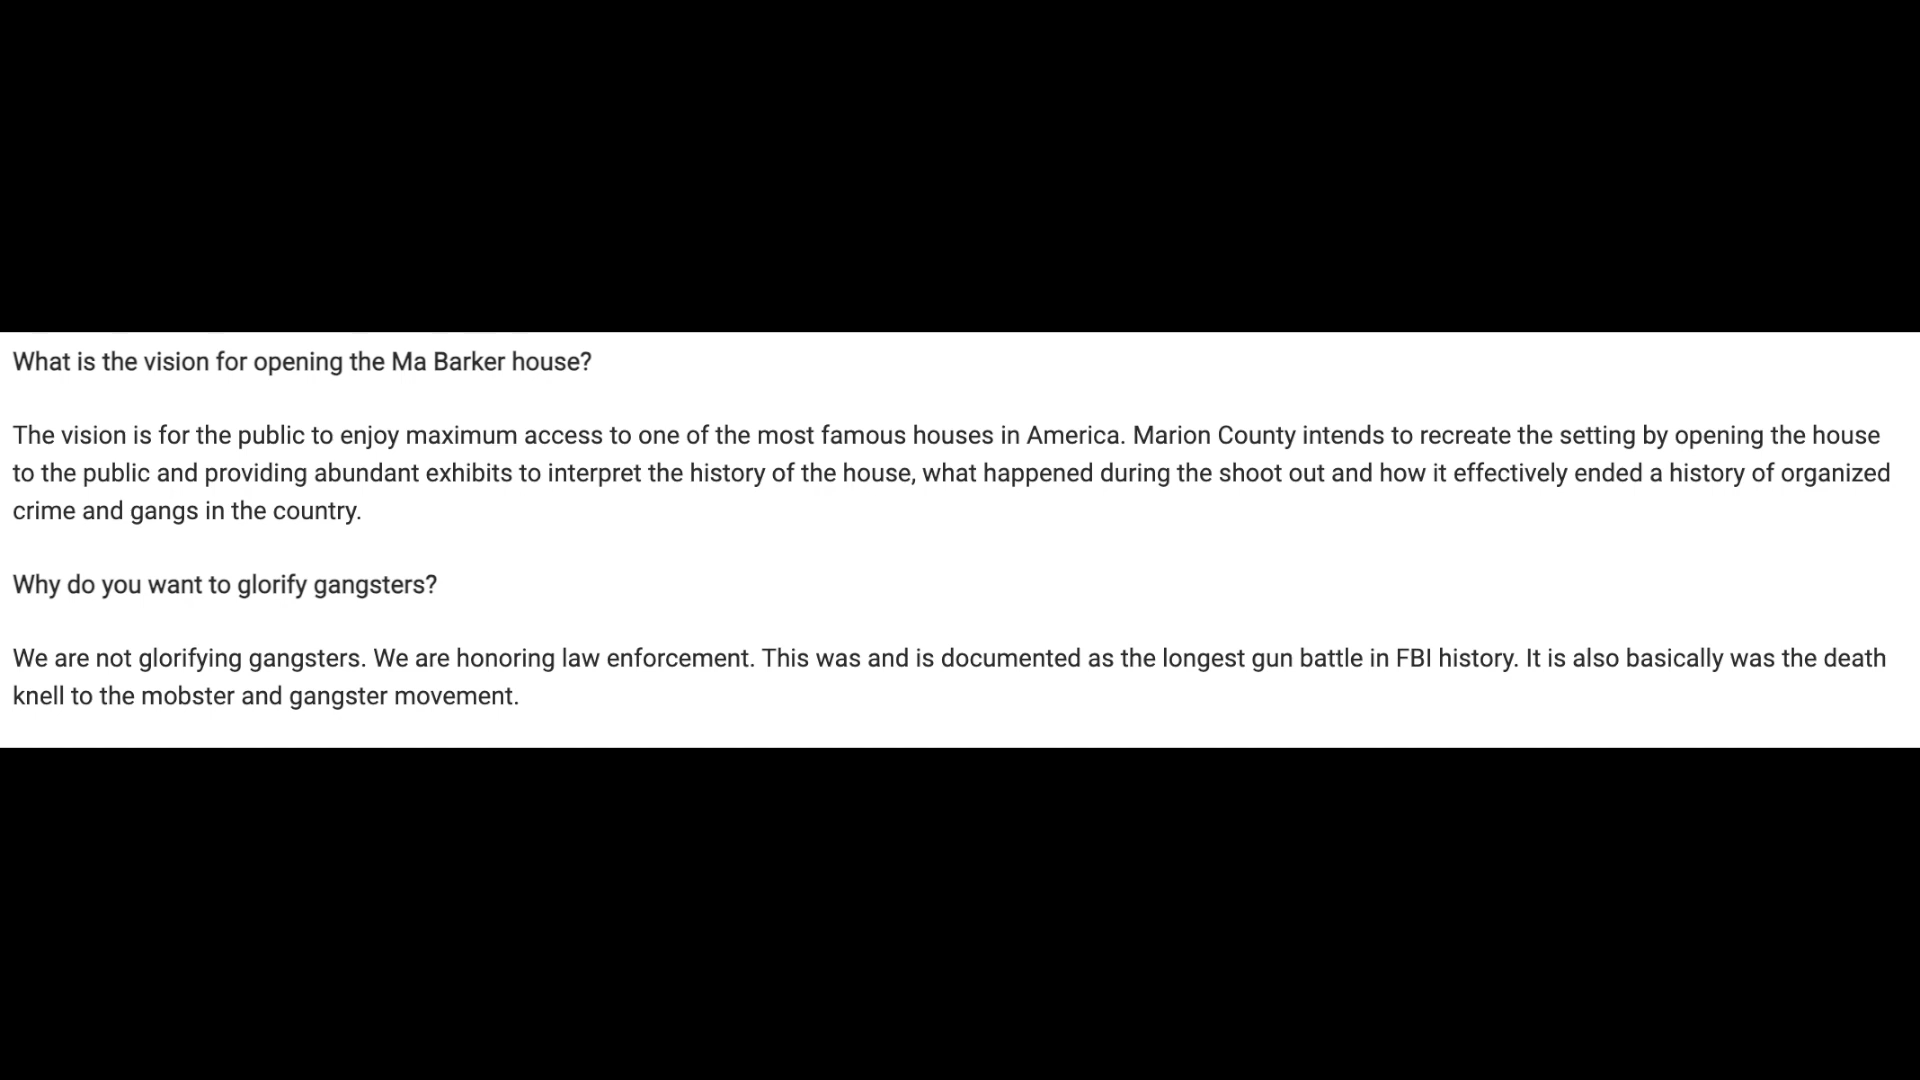 What is the vision for opening the Ma Barker house?
The vision is for the public to enjoy maximum access to one of the most famous houses in America. Marion County intends to recreate the setting by opening the house
to the public and providing abundant exhibits to interpret the history of the house, what happened during the shoot out and how it effectively ended a history of organized
crime and gangs in the country.
Why do you want to glorify gangsters?
We are not glorifying gangsters. We are honoring law enforcement. This was and is documented as the longest gun battle in FBI history. It is also basically was the death
knell to the mobster and gangster movement.